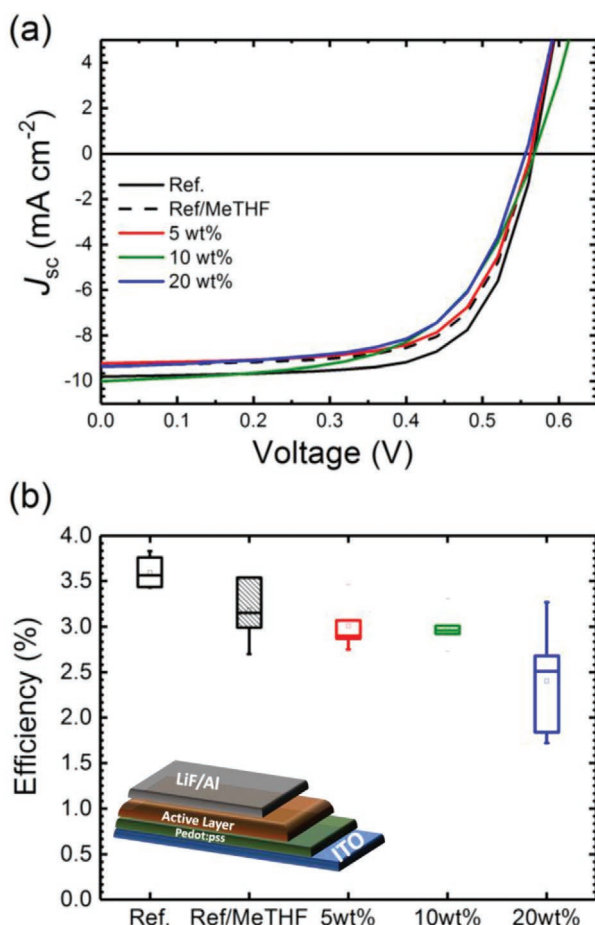 (a)
4
2
0
-2
-4
-6
-8
-10
J_sc (mA cm⁻²)
Ref.
Ref/MeTHF
5 wt%
10 wt%
20 wt%
0.0 0.1 0.2 0.3 0.4 0.5 0.6
Voltage (V)
(b)
4.0
3.5
3.0
2.5
2.0
1.5
1.0
0.5
0.0
Efficiency (%)
LiF/Al
Active Layer
Pedot:pss
ITO
Ref. Ref/MeTHF 5wt% 10wt% 20wt%